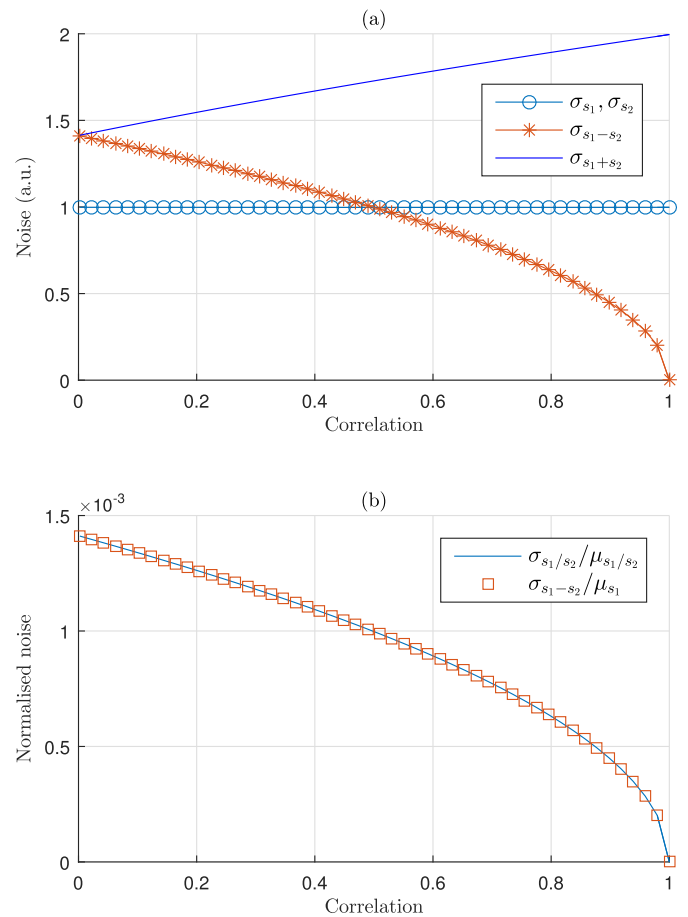 (a)
2
1.5
1
0.5
0
Noise (a.u.)
σ_{s_1}, σ_{s_2}
σ_{s_1−s_2}
σ_{s_1+s_2}
0 0.2 0.4 0.6 0.8 1
Correlation
(b)
×10^{-3}
1.5
1
0.5
0
Normalised noise
σ_{s_1/s_2}/μ_{s_1/s_2}
σ_{s_1−s_2}/μ_{s_1}
0 0.2 0.4 0.6 0.8 1
Correlation